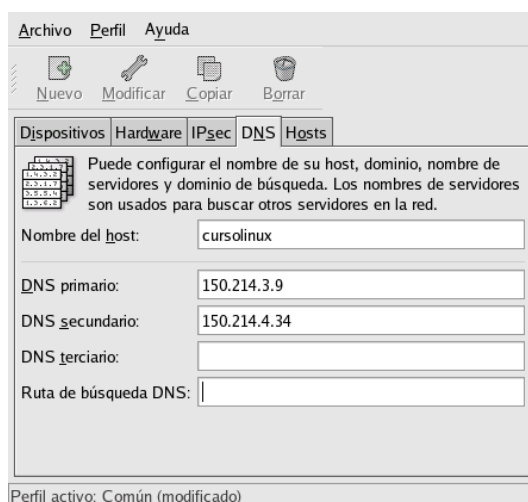 Archivo Perfil Ayuda
Nuevo Modificar Copiar Borrar
Dispositivos Hardware IPsec DNS Hosts
Puede configurar el nombre de su host, dominio, nombre de
servidores y dominio de búsqueda. Los nombres de servidores
son usados para buscar otros servidores en la red.
Nombre del host: cursolinux
DNS primario: 150.214.3.9
DNS secundario: 150.214.4.34
DNS terciario:
Ruta de búsqueda DNS:
Perfil activo: Común (modificado)